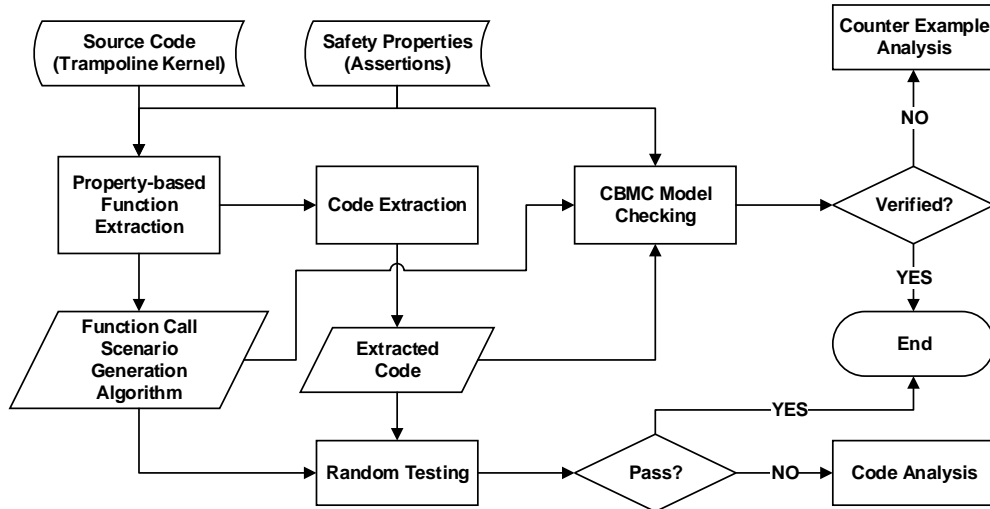 Source Code
(Trampoline Kernel)
Safety Properties
(Assertions)
Counter Example
Analysis
NO
Property-based
Function
Extraction
Code Extraction
CBMC Model
Checking
Verified?
YES
Function Call
Scenario
Generation
Algorithm
Extracted
Code
End
YES
Random Testing
Pass?
NO
Code Analysis